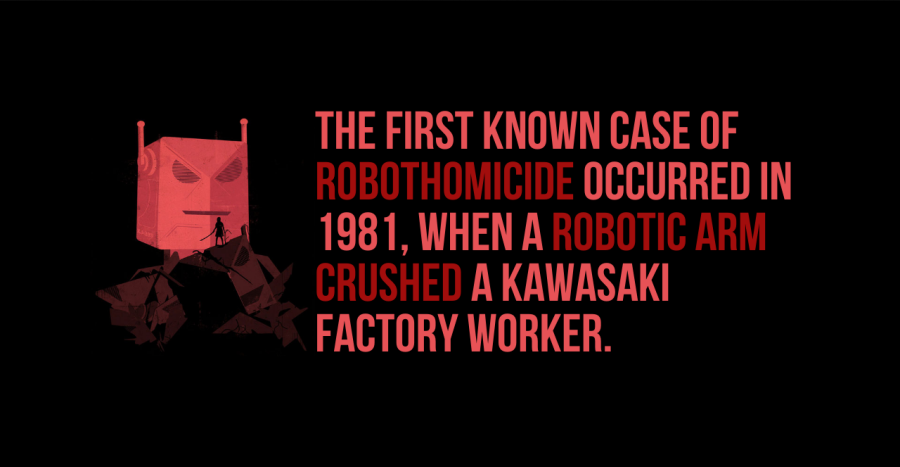 THE FIRST KNOWN CASE OF
ROBOTHOMICIDE OCCURRED IN
1981, WHEN A ROBOTIC ARM
CRUSHED A KAWASAKI
FACTORY WORKER.